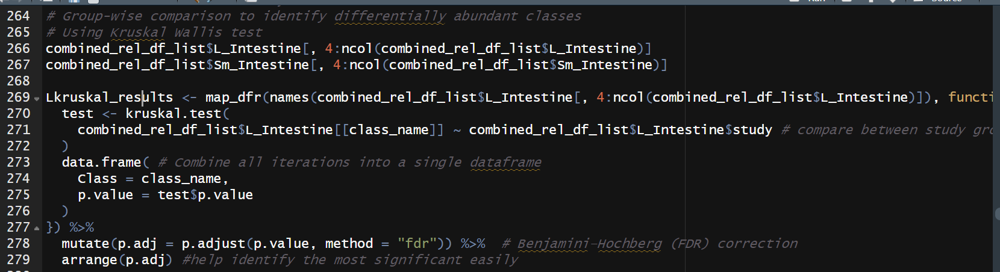 264 # Group-wise comparison to identify differentially abundant classes
265 # Using Kruskal Wallis test
266 combined_rel_df_list$L_Intestine[, 4:ncol(combined_rel_df_list$L_Intestine)]
267 combined_rel_df_list$Sm_Intestine[, 4:ncol(combined_rel_df_list$Sm_Intestine)]
268
269 Lkruskal_results <- map_dfr(names(combined_rel_df_list$L_Intestine[, 4:ncol(combined_rel_df_list$L_Intestine)]), functi
270 test <- kruskal.test(
271 combined_rel_df_list$L_Intestine[[class_name]] ~ combined_rel_df_list$L_Intestine$study # compare between study gro
272 )
273 data.frame( # Combine all iterations into a single dataframe
274 Class = class_name,
275 p.value = test$p.value
276 )
277 }) %>%
278 mutate(p.adj = p.adjust(p.value, method = "fdr")) %>% # Benjamini-Hochberg (FDR) correction
279 arrange(p.adj) #help identify the most significant easily